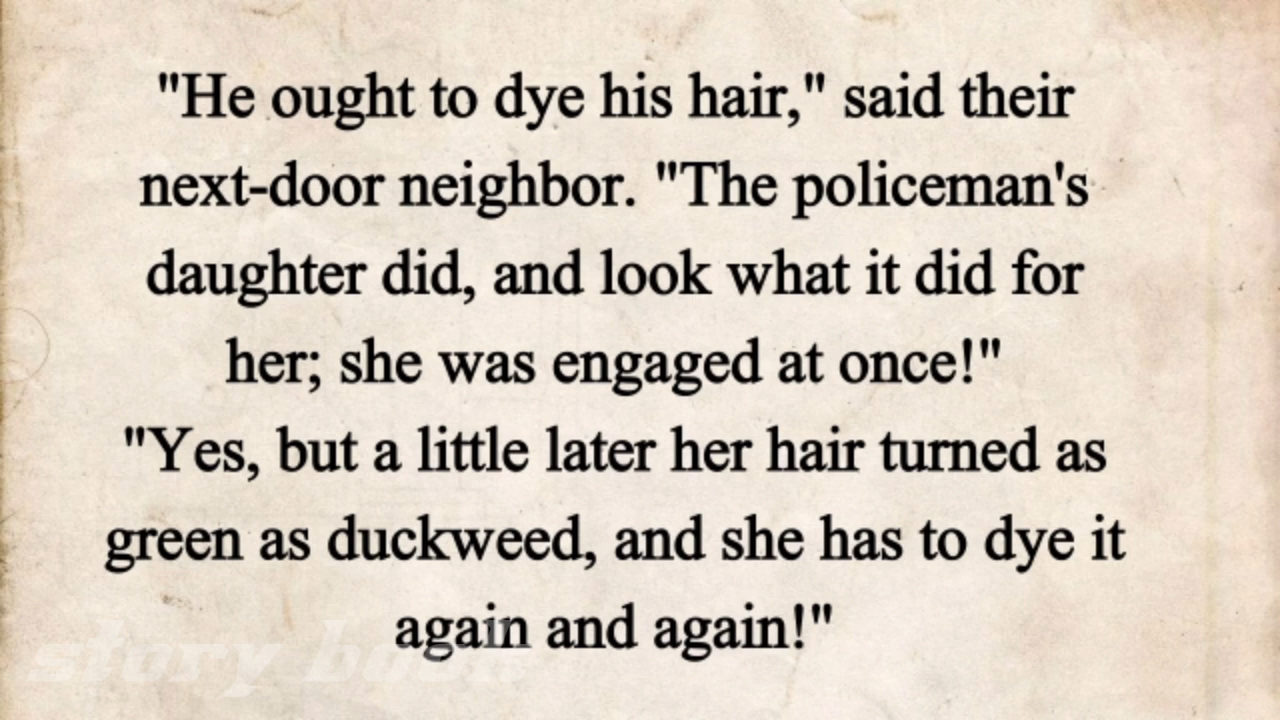 "He ought to dye his hair," said their
next-door neighbor. "The policeman's
daughter did, and look what it did for
her; she was engaged at once!"
"Yes, but a little later her hair turned as
green as duckweed, and she has to dye it
again and again!"
story book